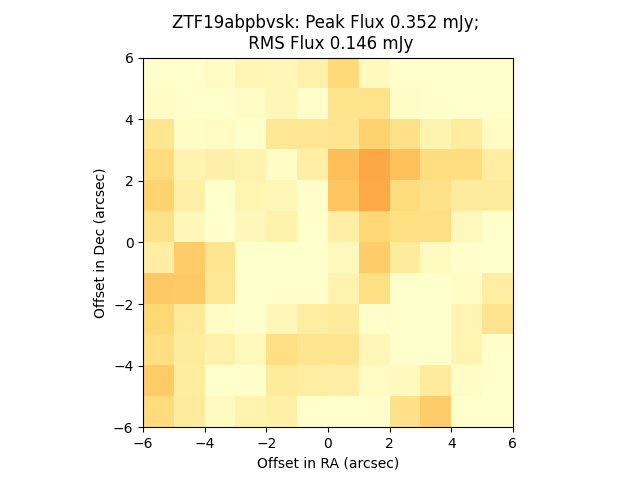 ZTF19abpbvsk: Peak Flux 0.352 mJy;
RMS Flux 0.146 mJy
6
4
2
0
−2
−4
−6
Offset in Dec (arcsec)
−6 −4 −2 0 2 4 6
Offset in RA (arcsec)